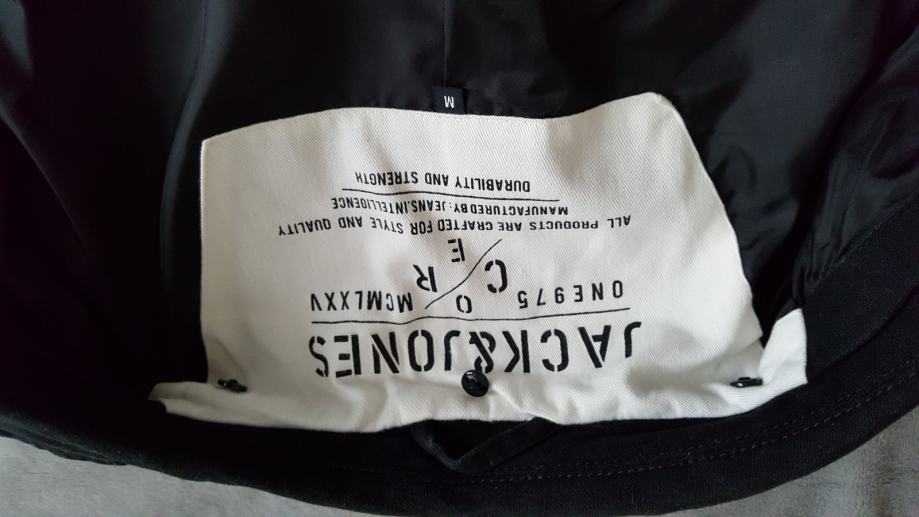 JACK&JONES
ONE975 MCMLXXV
CORE
ALL PRODUCTS ARE CRAFTED FOR STYLE AND QUALITY
MANUFACTURED BY: JEANS.INTELLIGENCE
DURABILITY AND STRENGTH
M